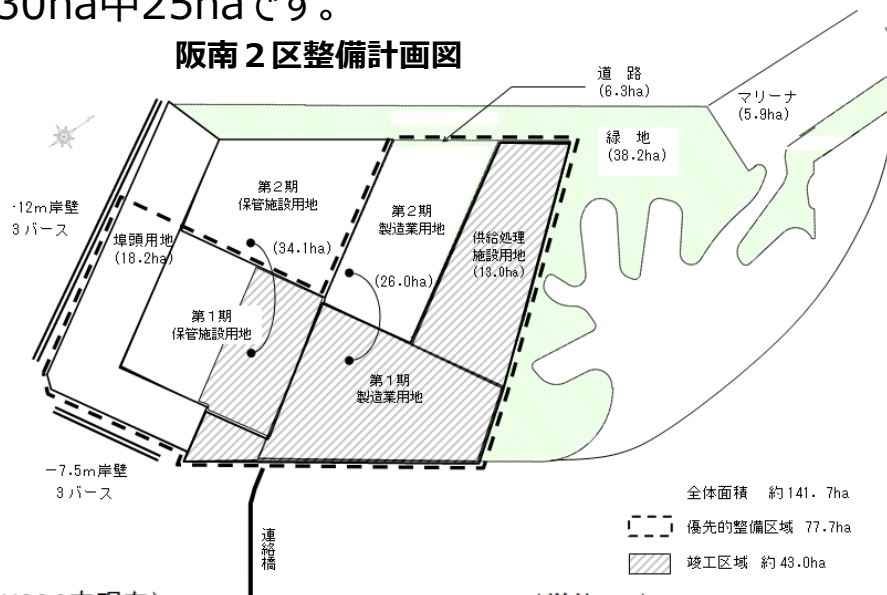 30ha中25haです。
阪南２区整備計画図
道　路
(6.3ha)
マリーナ
(5.9ha)
緑　地
(38.2ha)
-12m岸壁
3 バース
第２期
保管施設用地
第２期
製造業用地
供給処理
施設用地
(13.0ha)
埠頭用地
(18.2ha)
(34.1ha)
(26.0ha)
第１期
保管施設用地
第１期
製造業用地
－7.5m岸壁
3 バース
連絡橋
全体面積　約141. 7ha
優先的整備区域 77.7ha
竣工区域　約43.0ha